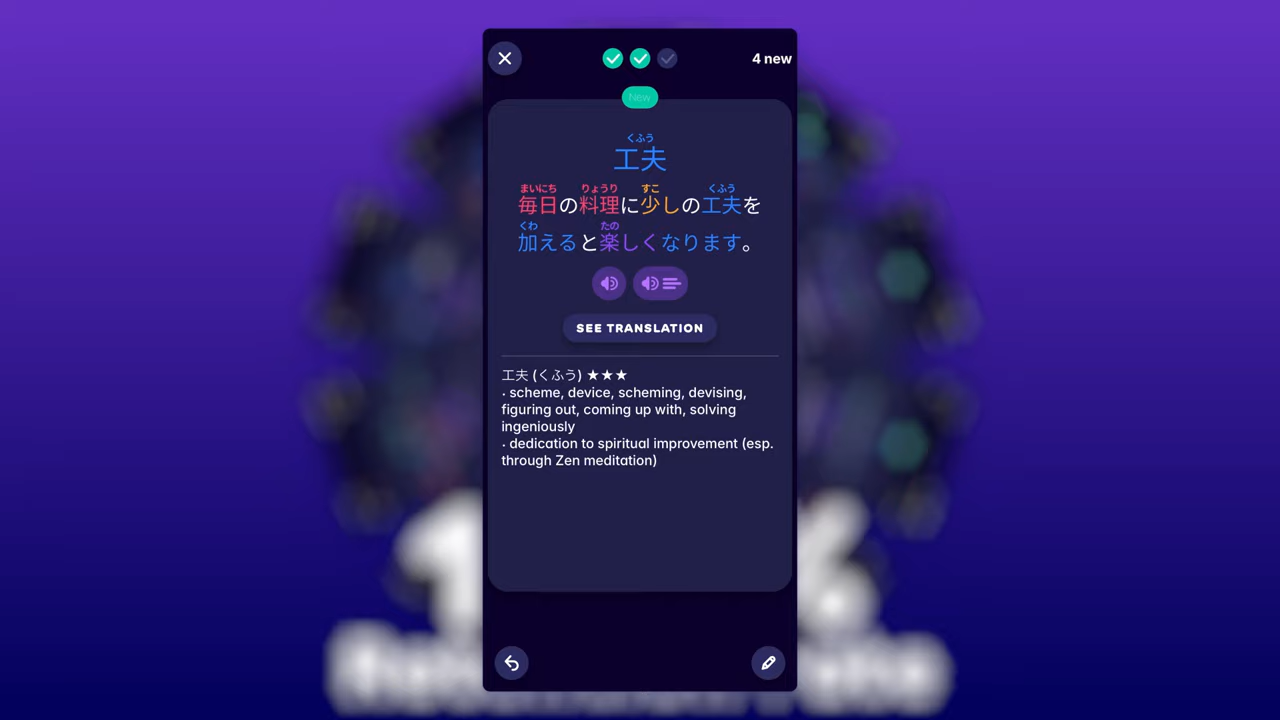 4 new
New
くふう
工夫
まいにち りょうり すこ くふう
毎日の料理に少しの工夫を
くわ たの
加えると楽しくなります。
SEE TRANSLATION
工夫 (くふう) ★★★
· scheme, device, scheming, devising,
figuring out, coming up with, solving
ingeniously
· dedication to spiritual improvement (esp.
through Zen meditation)